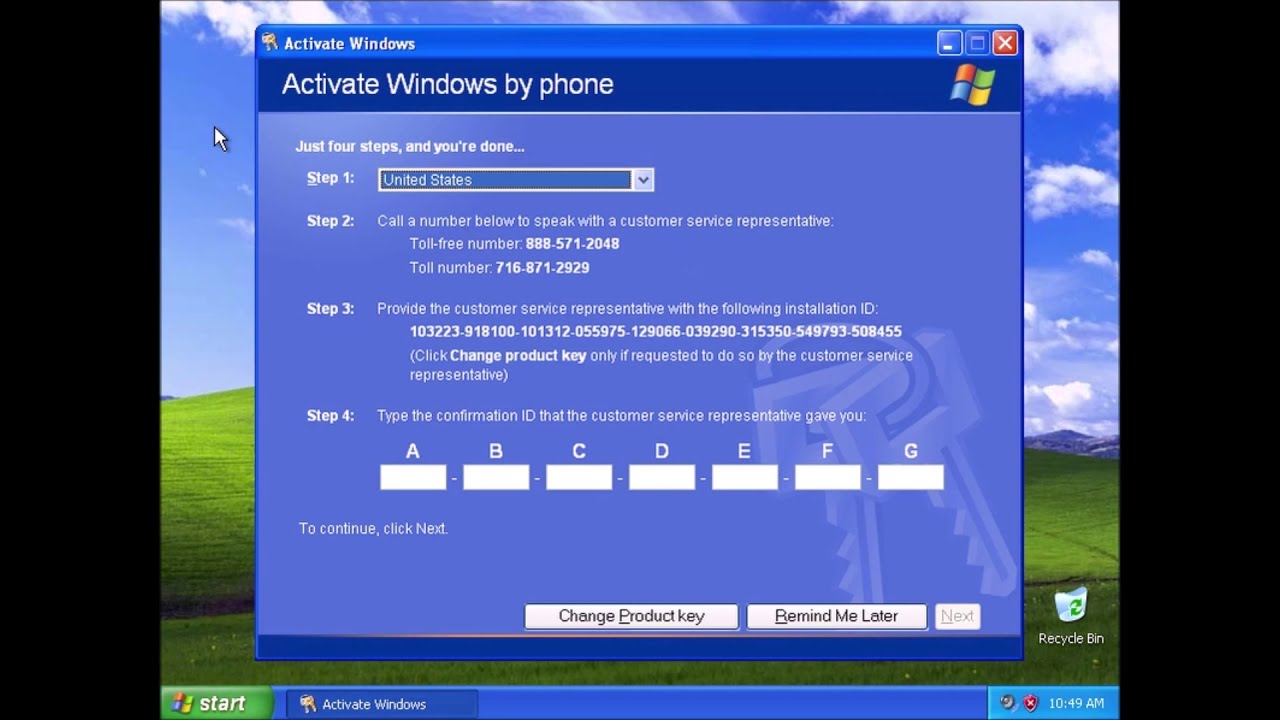 Activate Windows
Activate Windows by phone
Just four steps, and you're done...
Step 1: United States
Step 2: Call a number below to speak with a customer service representative:
Toll-free number: 888-571-2048
Toll number: 716-871-2929
Step 3: Provide the customer service representative with the following installation ID:
103223-918100-101312-055975-129066-039290-315350-549793-508455
(Click Change product key only if requested to do so by the customer service
representative)
Step 4: Type the confirmation ID that the customer service representative gave you:
A B C D E F G
- - - - - -
To continue, click Next.
Change Product key Remind Me Later Next
Recycle Bin
start Activate Windows 10:49 AM